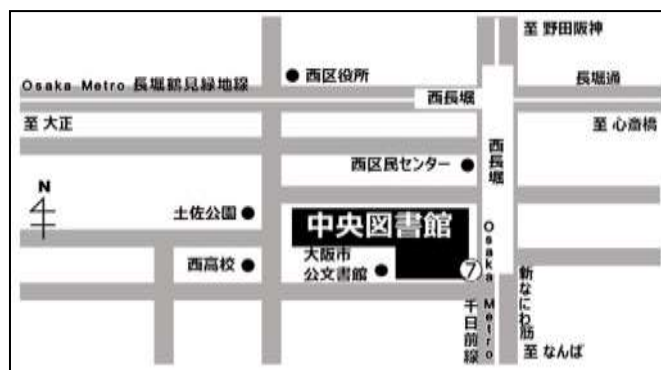 至 野田阪神
西区役所
Osaka Metro 長堀鶴見緑地線
長堀通
西長堀
至 大正
至 心斎橋
西長堀
西区民センター
N
土佐公園
中央図書館
西高校
大阪市
公文書館
⑦
Osaka Metro
千日前線
新なにわ筋
至 なんば